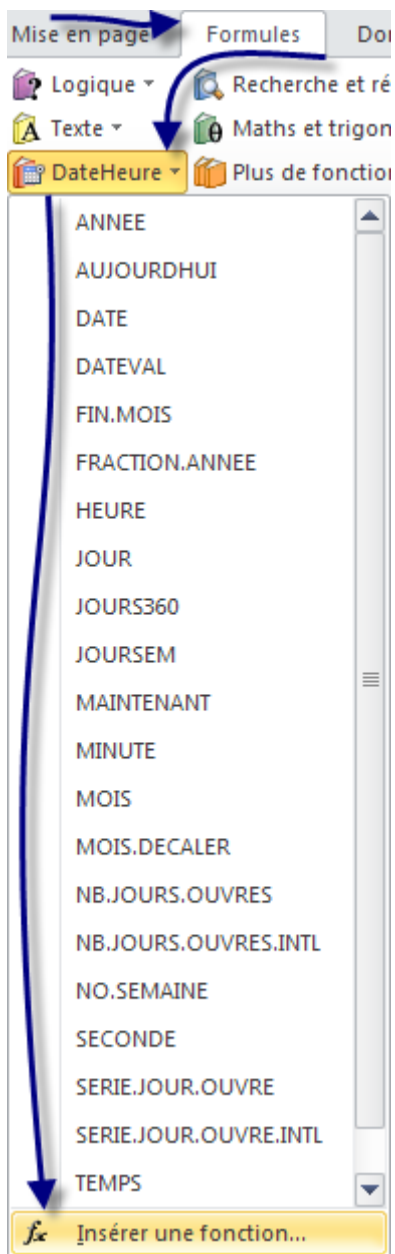 Mise en page Formules Do
Logique Recherche et ré
Texte Maths et trigon
DateHeure Plus de fonction
ANNEE
AUJOURDHUI
DATE
DATEVAL
FIN.MOIS
FRACTION.ANNEE
HEURE
JOUR
JOURS360
JOURSEM
MAINTENANT
MINUTE
MOIS
MOIS.DECALER
NB.JOURS.OUVRES
NB.JOURS.OUVRES.INTL
NO.SEMAINE
SECONDE
SERIE.JOUR.OUVRE
SERIE.JOUR.OUVRE.INTL
TEMPS
fx Insérer une fonction...